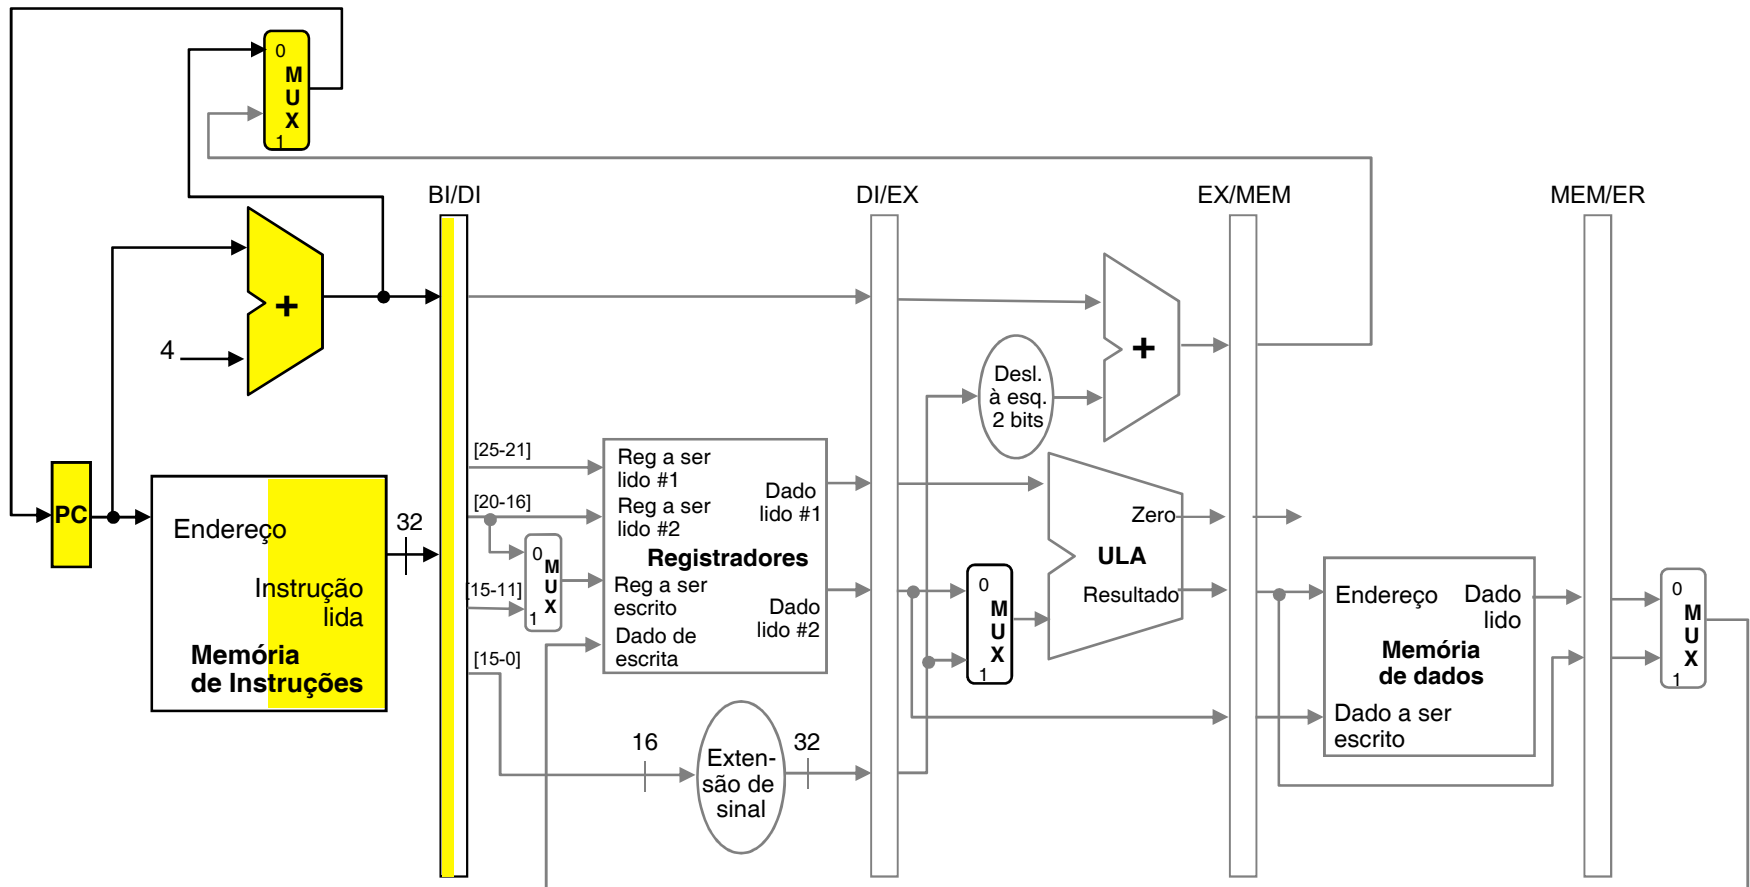 0
M
U
X
1
BI/DI
DI/EX
EX/MEM
MEM/ER
+
4
+
Desl.
à esq.
2 bits
PC
Endereço
Instrução
lida
Memória
de Instruções
32
[25-21]
[20-16]
[15-11]
[15-0]
0
M
U
X
1
Reg a ser
lido #1
Reg a ser
lido #2
Registradores
Reg a ser
escrito
Dado de
escrita
Dado
lido #1
Dado
lido #2
16
Exten-
são de
sinal
32
0
M
U
X
1
Zero
ULA
Resultado
Endereço
Dado
lido
Memória
de dados
Dado a ser
escrito
0
M
U
X
1